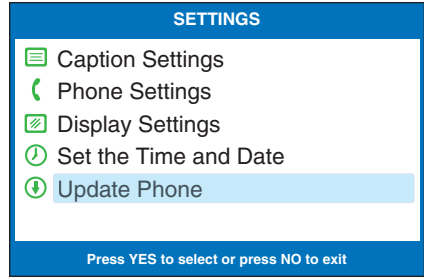 SETTINGS
Caption Settings
Phone Settings
Display Settings
Set the Time and Date
Update Phone
Press YES to select or press NO to exit